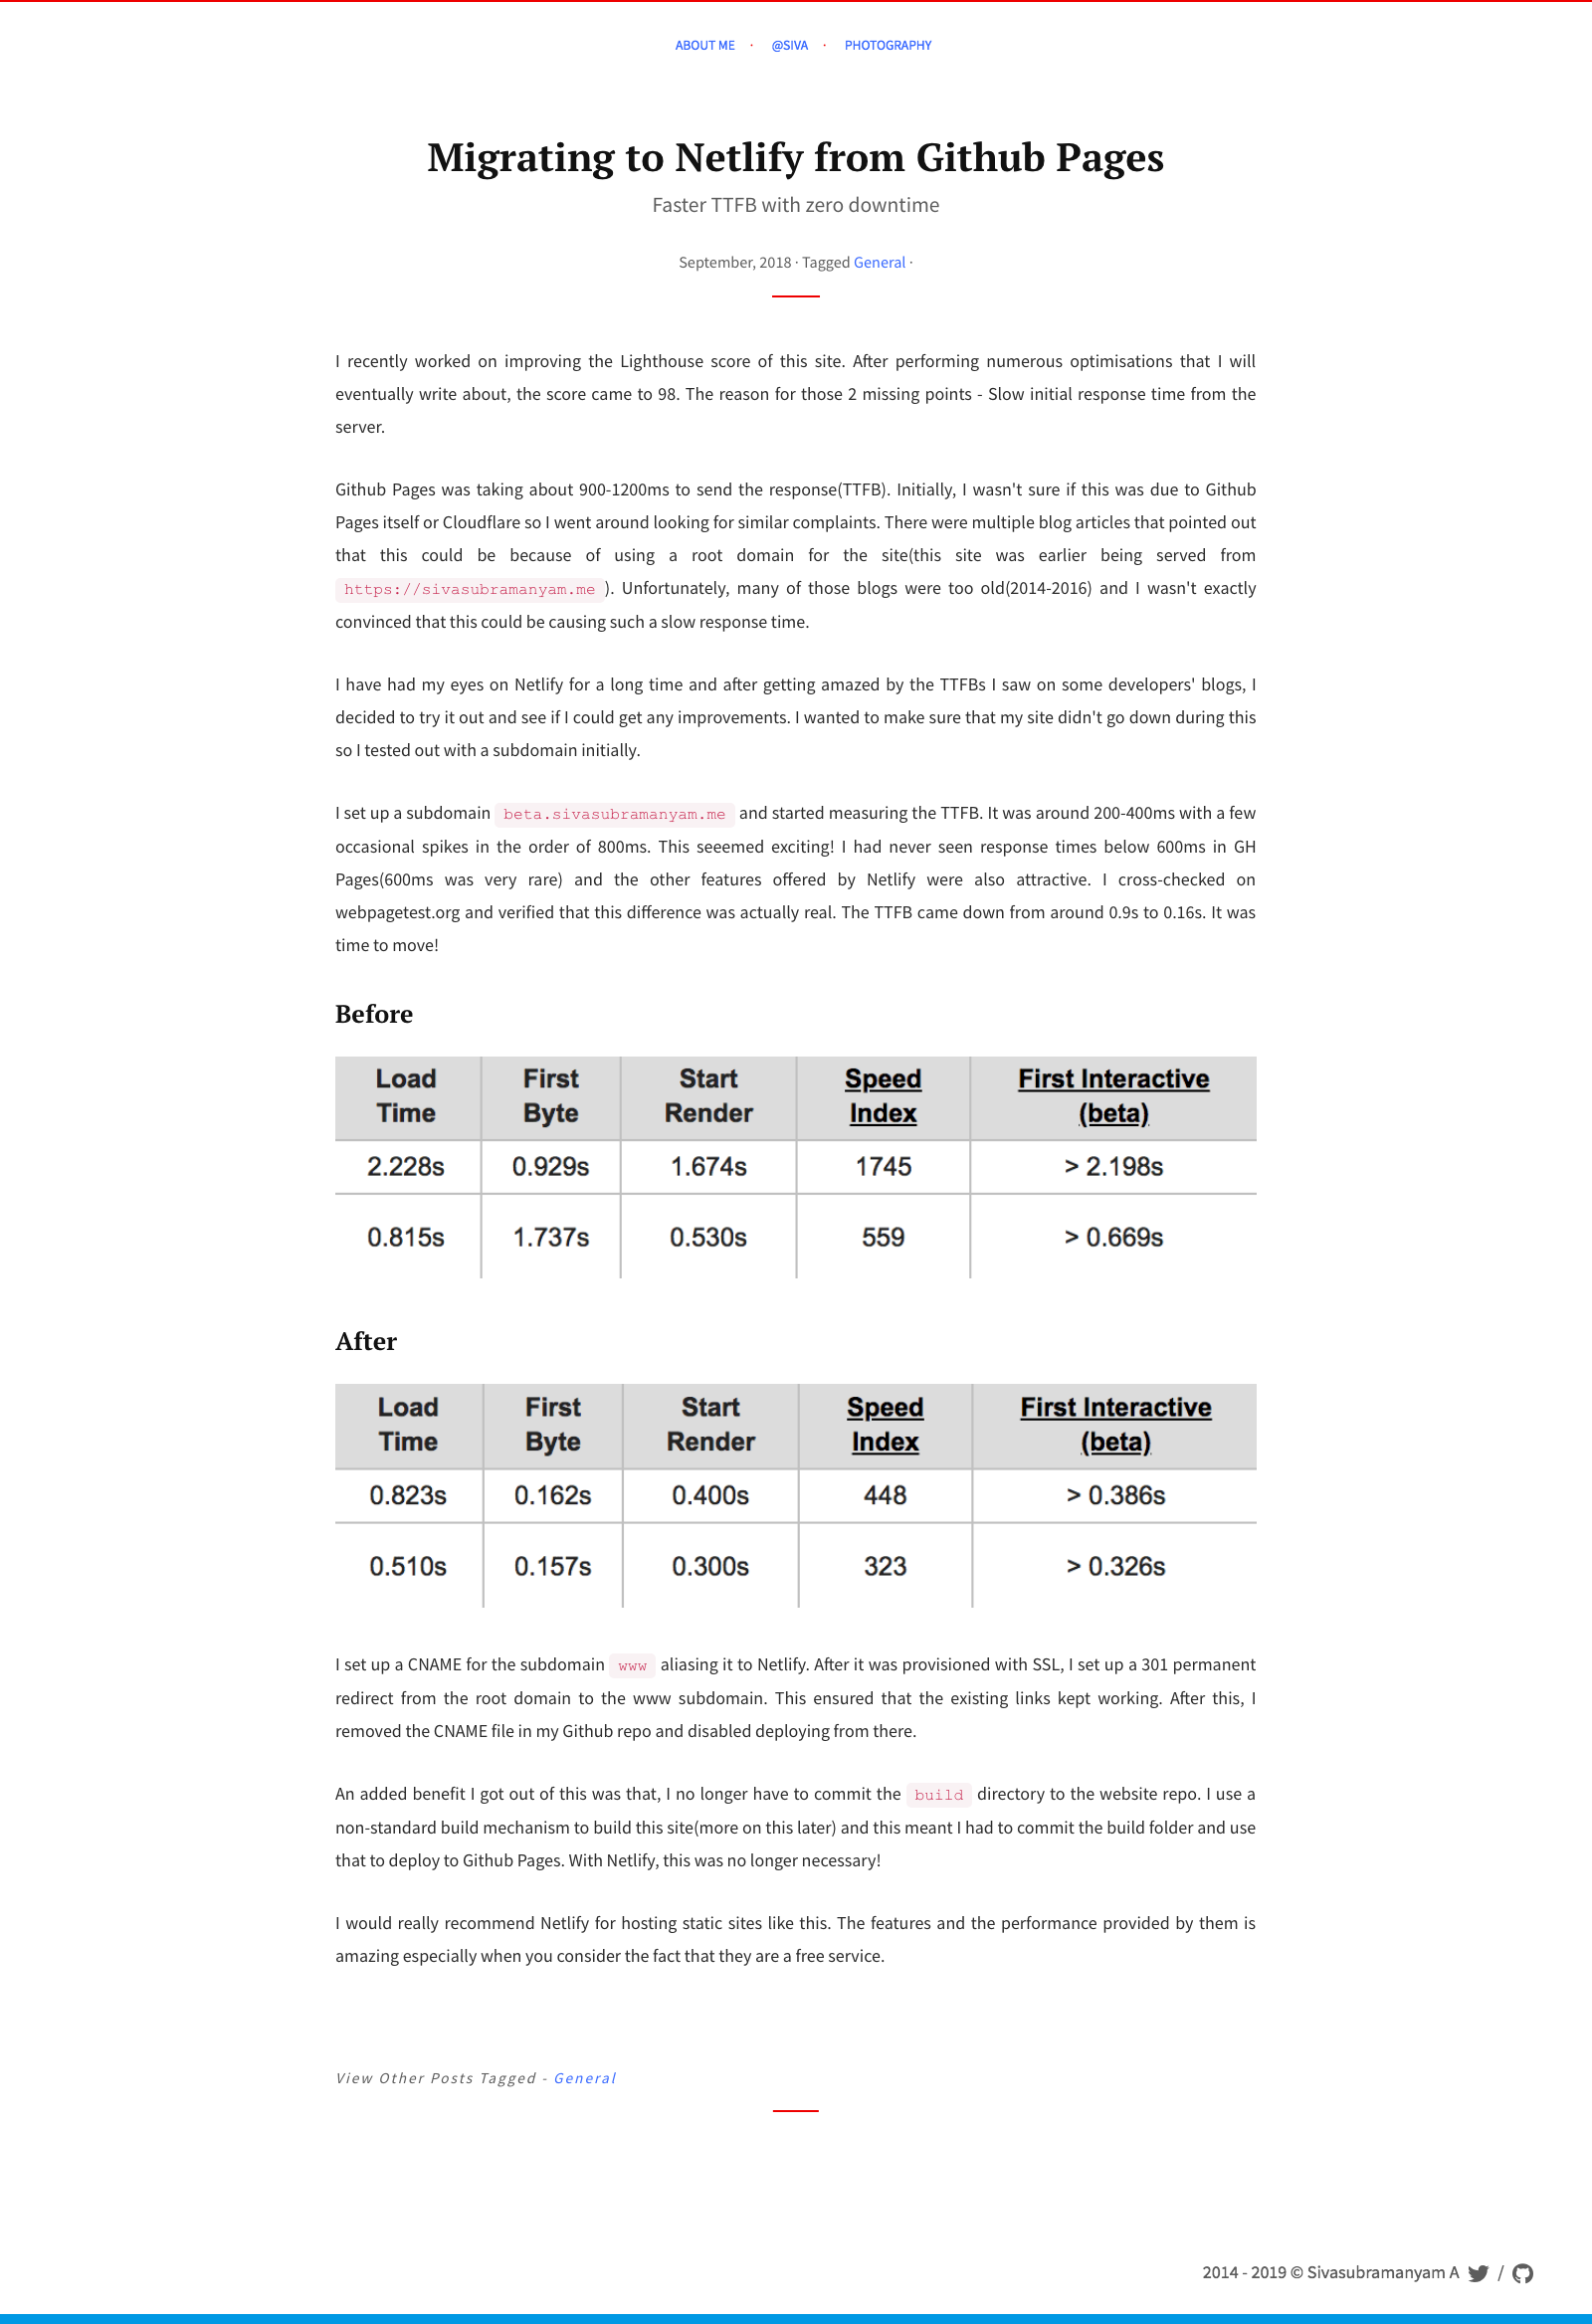 ABOUT ME · @SIVA · PHOTOGRAPHY
Migrating to Netlify from Github Pages
Faster TTFB with zero downtime
September, 2018 · Tagged General ·
I recently worked on improving the Lighthouse score of this site. After performing numerous optimisations that I will
eventually write about, the score came to 98. The reason for those 2 missing points - Slow initial response time from the
server.
Github Pages was taking about 900-1200ms to send the response(TTFB). Initially, I wasn't sure if this was due to Github
Pages itself or Cloudflare so I went around looking for similar complaints. There were multiple blog articles that pointed out
that this could be because of using a root domain for the site(this site was earlier being served from
https://sivasubramanyam.me ). Unfortunately, many of those blogs were too old(2014-2016) and I wasn't exactly
convinced that this could be causing such a slow response time.
I have had my eyes on Netlify for a long time and after getting amazed by the TTFBs I saw on some developers' blogs, I
decided to try it out and see if I could get any improvements. I wanted to make sure that my site didn't go down during this
so I tested out with a subdomain initially.
I set up a subdomain beta.sivasubramanyam.me and started measuring the TTFB. It was around 200-400ms with a few
occasional spikes in the order of 800ms. This seeemed exciting! I had never seen response times below 600ms in GH
Pages(600ms was very rare) and the other features offered by Netlify were also attractive. I cross-checked on
webpagetest.org and verified that this difference was actually real. The TTFB came down from around 0.9s to 0.16s. It was
time to move!
Before
Load First Start Speed First Interactive
Time Byte Render Index (beta)
2.228s 0.929s 1.674s 1745 > 2.198s
0.815s 1.737s 0.530s 559 > 0.669s
After
Load First Start Speed First Interactive
Time Byte Render Index (beta)
0.823s 0.162s 0.400s 448 > 0.386s
0.510s 0.157s 0.300s 323 > 0.326s
I set up a CNAME for the subdomain www aliasing it to Netlify. After it was provisioned with SSL, I set up a 301 permanent
redirect from the root domain to the www subdomain. This ensured that the existing links kept working. After this, I
removed the CNAME file in my Github repo and disabled deploying from there.
An added benefit I got out of this was that, I no longer have to commit the build directory to the website repo. I use a
non-standard build mechanism to build this site(more on this later) and this meant I had to commit the build folder and use
that to deploy to Github Pages. With Netlify, this was no longer necessary!
I would really recommend Netlify for hosting static sites like this. The features and the performance provided by them is
amazing especially when you consider the fact that they are a free service.
View Other Posts Tagged - General
2014 - 2019 © Sivasubramanyam A /